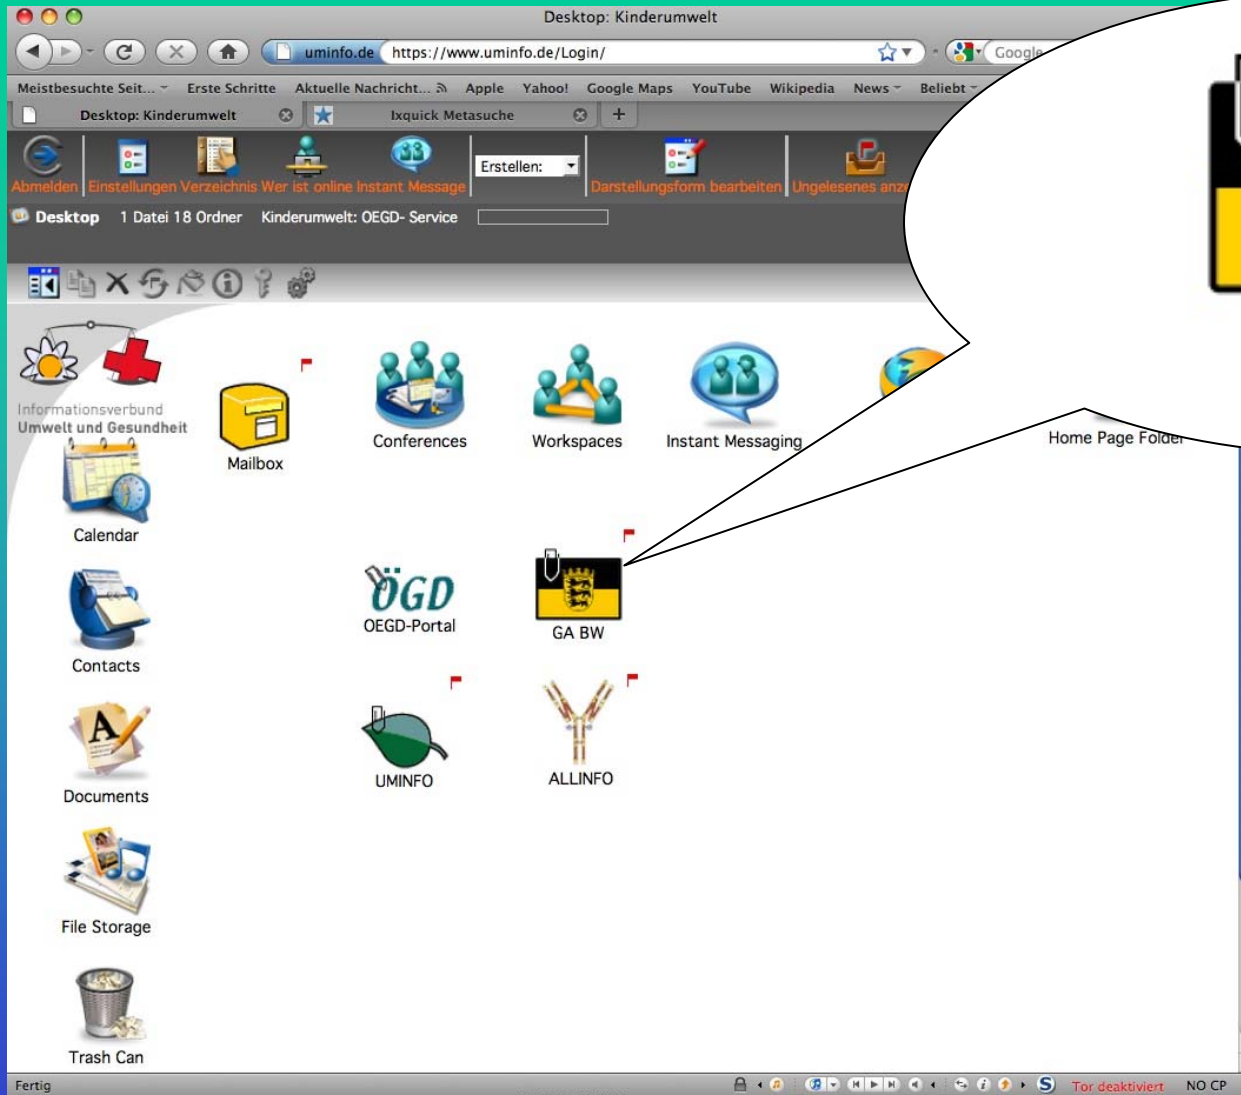 Desktop: Kinderumwelt
uminfo.de https://www.uminfo.de/Login/
Google
Meistbesuchte Seit... Erste Schritte Aktuelle Nachricht... Apple Yahoo! Google Maps YouTube Wikipedia News Beliebt
Desktop: Kinderumwelt Ixquick Metasuche +
Erstellen:
Abmelden Einstellungen Verzeichnis Wer ist online Instant Message Darstellungsform bearbeiten Ungelesenes
Desktop 1 Datei 18 Ordner Kinderumwelt: OEGD- Service
Informationsverbund
Umwelt und Gesundheit
Mailbox
Conferences
Workspaces
Instant Messaging
Home Page Folder
Calendar
ÖGD
OEGD-Portal
GA BW
Contacts
UMINFO
ALLINFO
A
Documents
File Storage
Trash Can
Fertig
S Tor deaktiviert NO CP